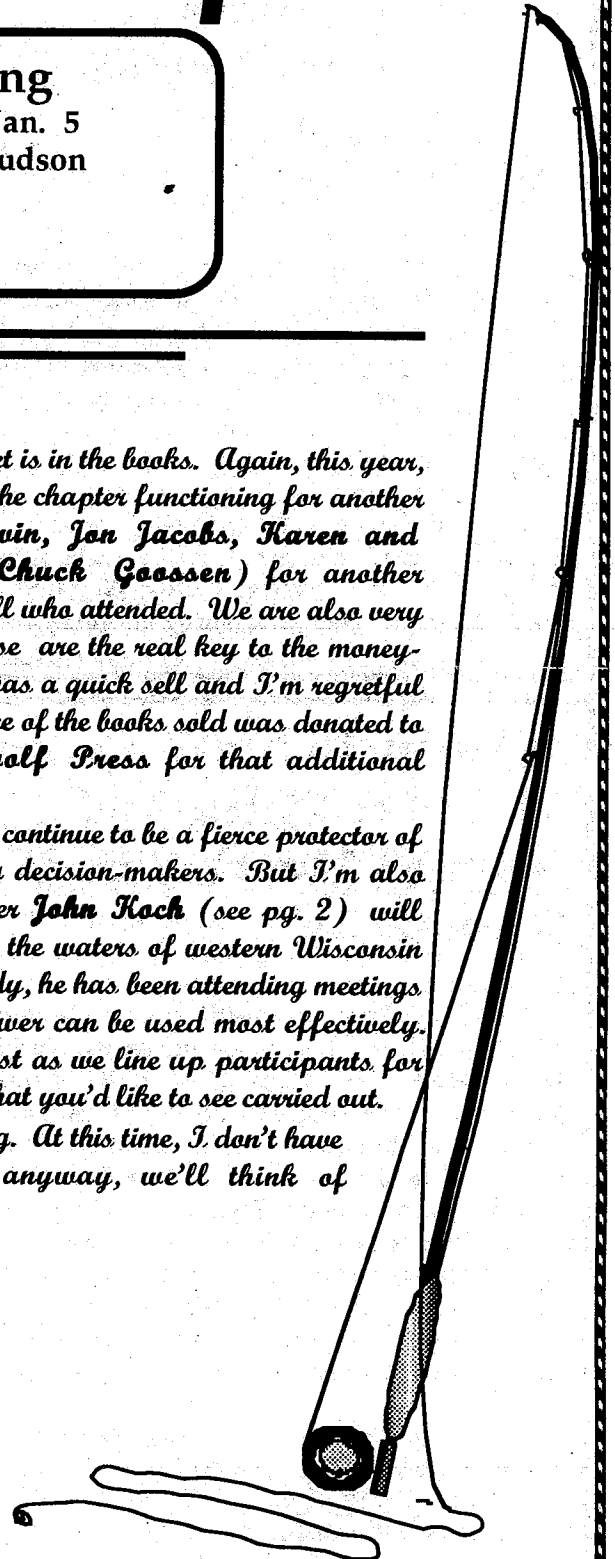 ng
an. 5
udson
t is in the books. Again, this year,
he chapter functioning for another
vin, Jon Jacobs, Karen and
Chuck Goossen) for another
ll who attended. We are also very
se are the real key to the money-
as a quick sell and I'm regretful
e of the books sold was donated to
olf Press for that additional
continue to be a fierce protector of
decision-makers. But I'm also
er John Koch (see pg. 2) will
the waters of western Wisconsin
dy, he has been attending meetings
wer can be used most effectively.
st as we line up participants for
hat you'd like to see carried out.
g. At this time, I don't have
anyway, we'll think of